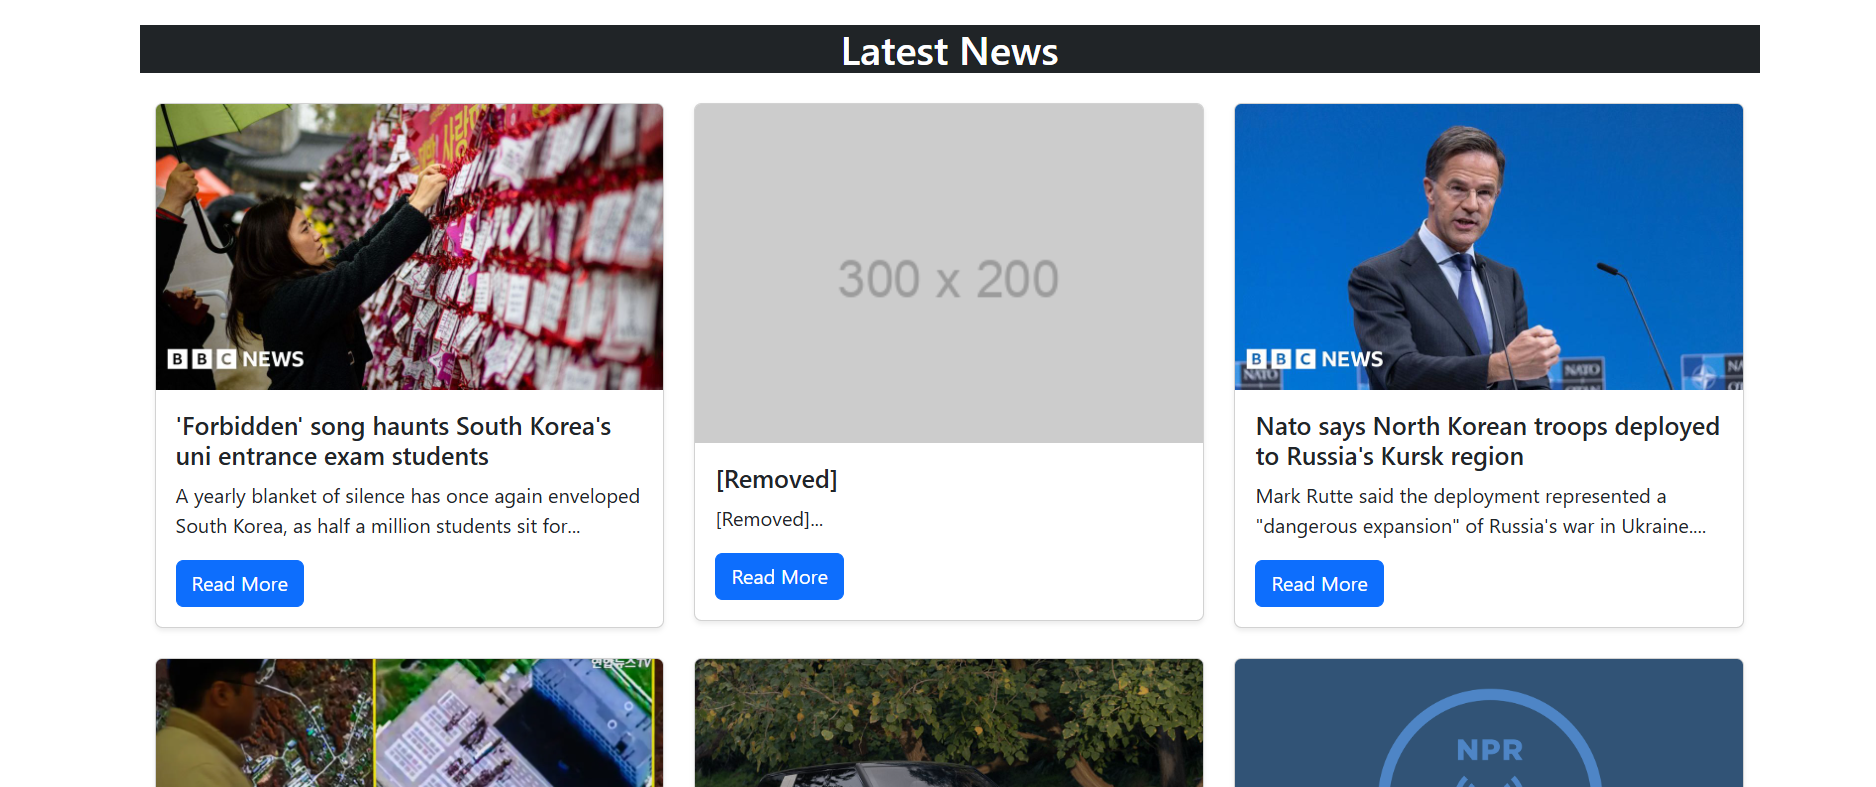 Latest News
BBC NEWS
300 x 200
BBC NEWS
NATO
NATO
OTAN
'Forbidden' song haunts South Korea's
uni entrance exam students
A yearly blanket of silence has once again enveloped
South Korea, as half a million students sit for...
Read More
[Removed]
[Removed]...
Read More
Nato says North Korean troops deployed
to Russia's Kursk region
Mark Rutte said the deployment represented a
"dangerous expansion" of Russia's war in Ukraine....
Read More
연합뉴스TV
NPR